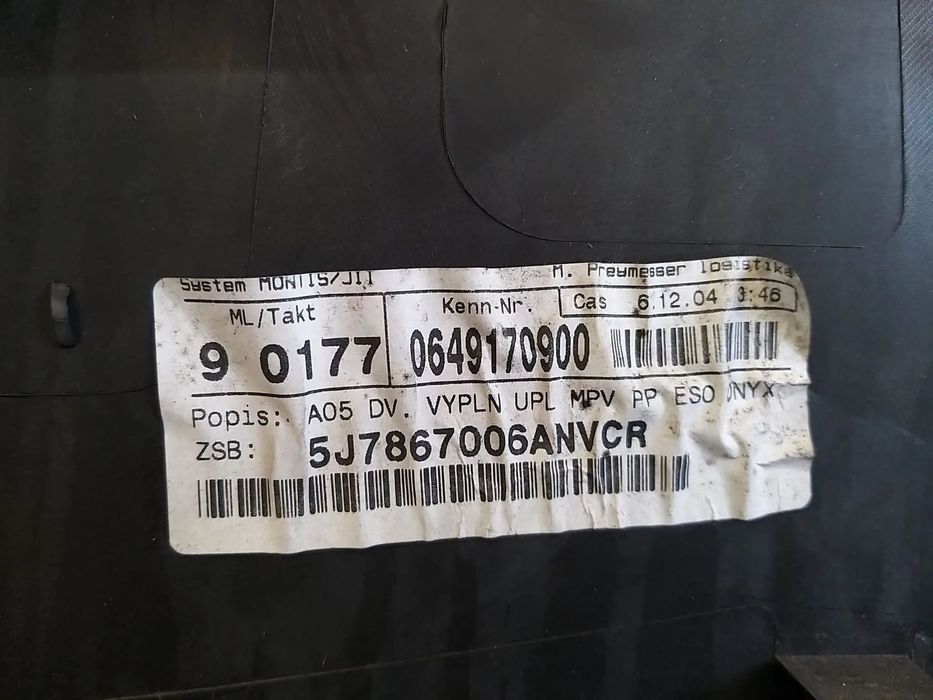 System MONTIS/JIT
M. Preymesser logistika
ML/Takt
9 0177
Kenn-Nr.
0649170900
Cas 6.12.04 :46
Popis: A05 DV. VYPLN UPL MPV PP ESO
ZSB: 5J7867006ANVCR